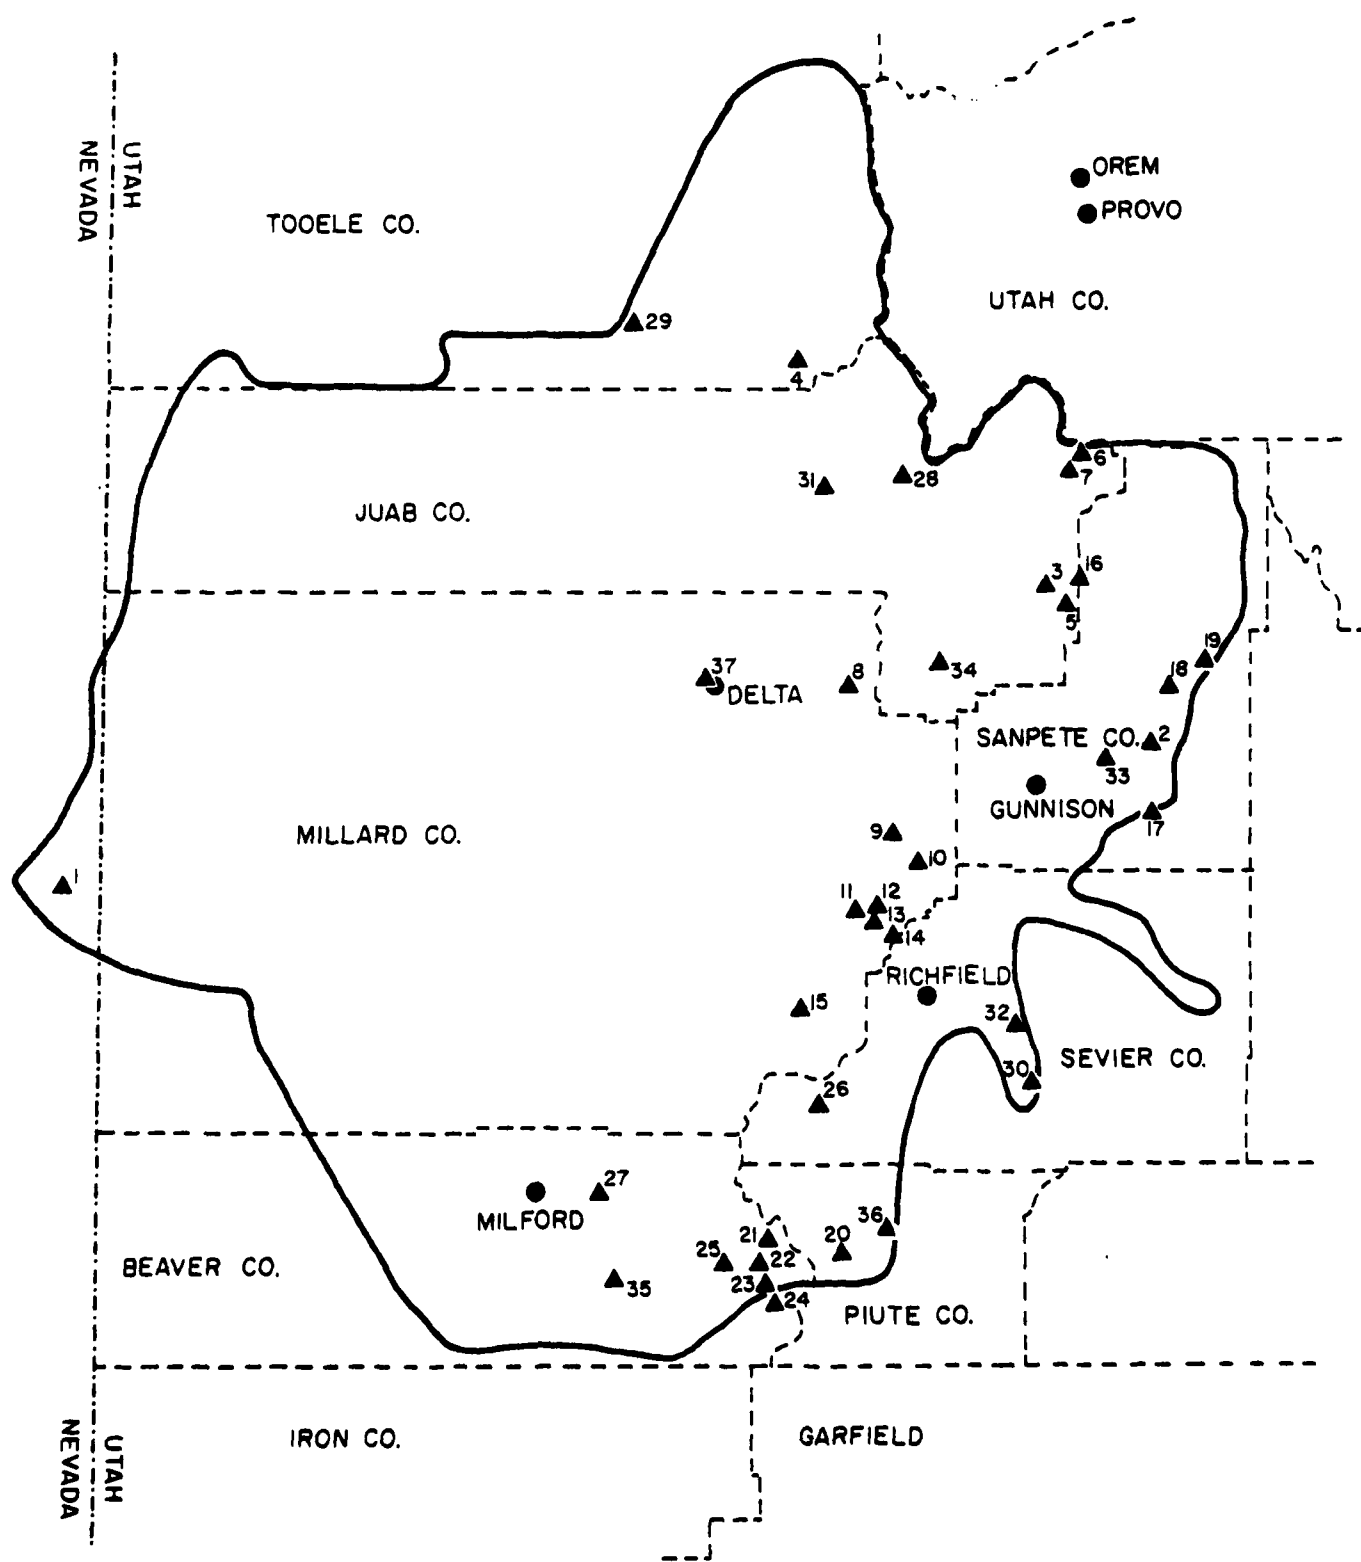 UTAH
NEVADA
OREM
PROVO
TOOELE CO.
UTAH CO.
29
4
6
7
28
31
JUAB CO.
3
16
5
19
34
37
8
18
DELTA
SANPETE CO.
2
33
GUNNISON
17
MILLARD CO.
9
10
1
11
12
13
14
RICHFIELD
15
32
SEVIER CO.
30
26
27
MILFORD
36
21
20
25
22
BEAVER CO.
23
35
24
PIUTE CO.
IRON CO.
GARFIELD
UTAH
NEVADA